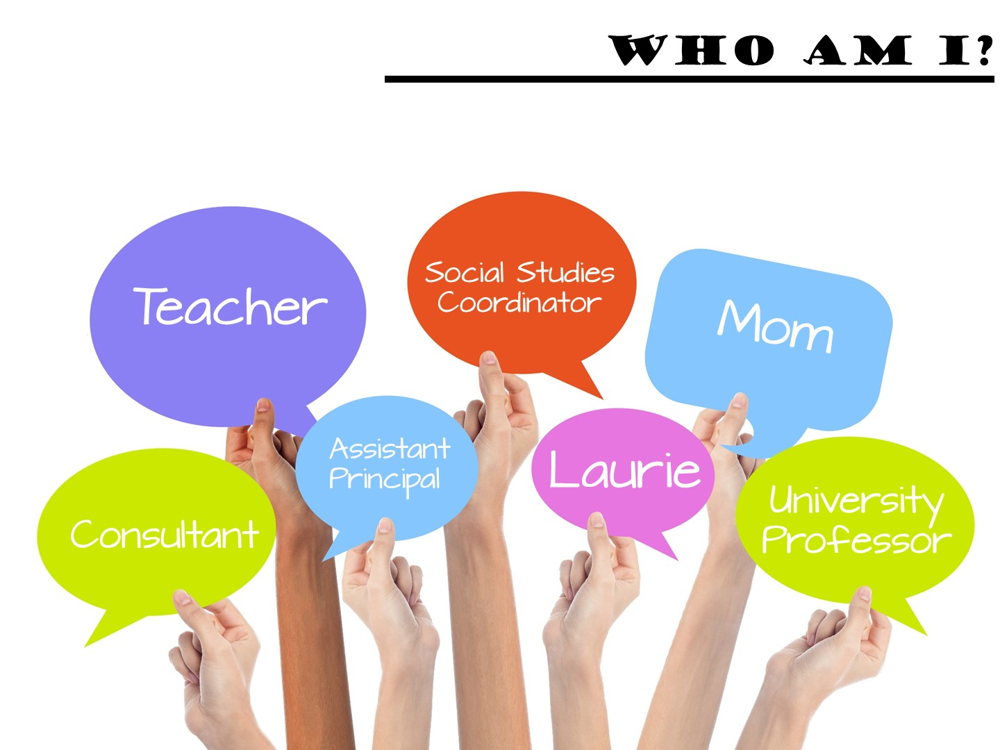 WHO AM I?
Teacher
Social Studies
Coordinator
Mom
Assistant
Principal
Laurie
University
Professor
Consultant